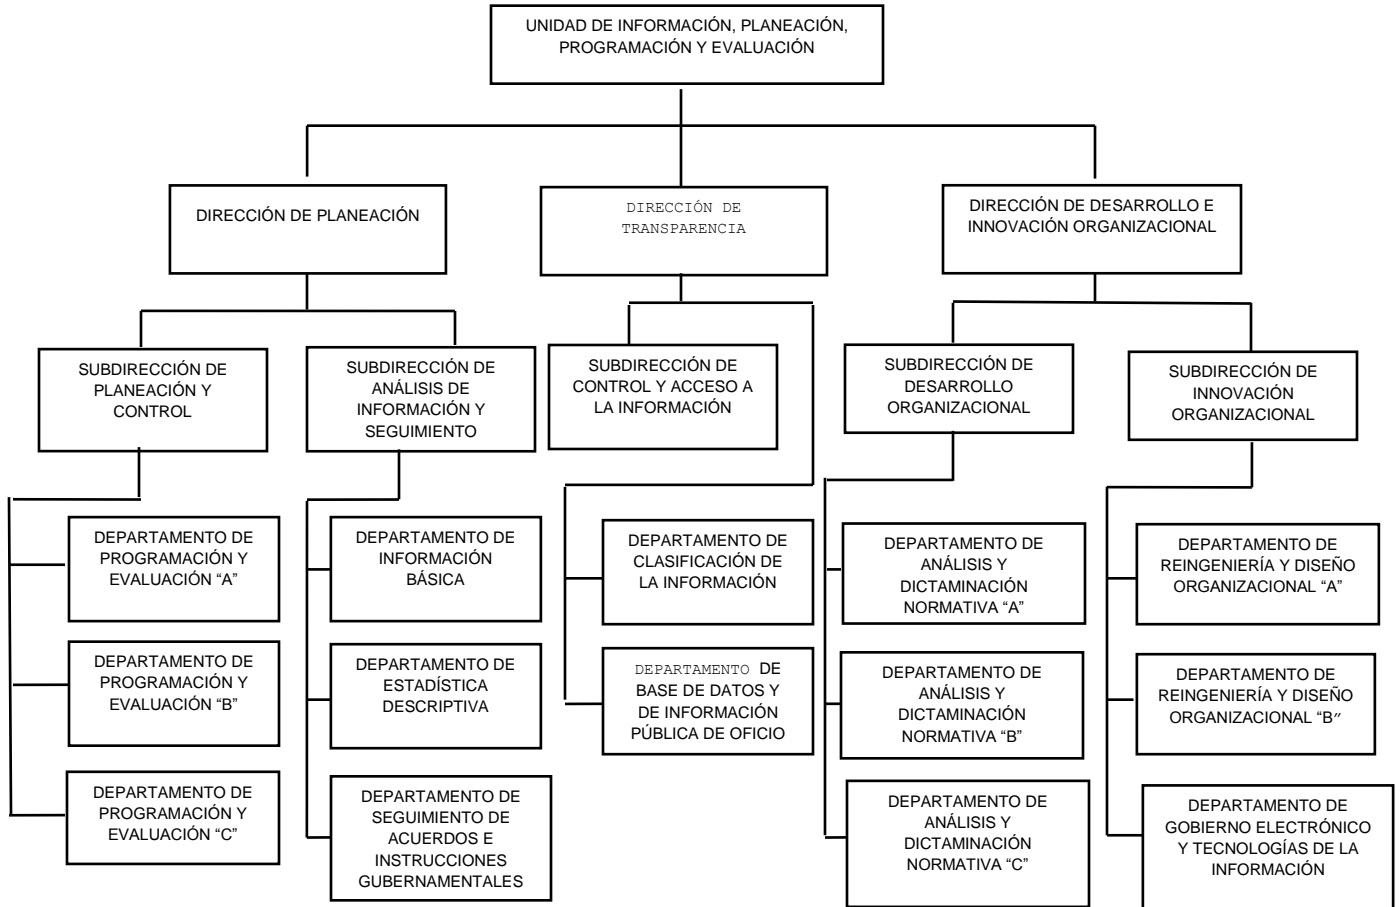 UNIDAD DE INFORMACIÓN, PLANEACIÓN,
PROGRAMACIÓN Y EVALUACIÓN
DIRECCIÓN DE PLANEACIÓN
DIRECCIÓN DE
TRANSPARENCIA
DIRECCIÓN DE DESARROLLO E
INNOVACIÓN ORGANIZACIONAL
SUBDIRECCIÓN DE
PLANEACIÓN Y
CONTROL
SUBDIRECCIÓN DE
ANÁLISIS DE
INFORMACIÓN Y
SEGUIMIENTO
SUBDIRECCIÓN DE
CONTROL Y ACCESO A
LA INFORMACIÓN
SUBDIRECCIÓN DE
DESARROLLO
ORGANIZACIONAL
SUBDIRECCIÓN DE
INNOVACIÓN
ORGANIZACIONAL
DEPARTAMENTO DE
PROGRAMACIÓN Y
EVALUACIÓN “A”
DEPARTAMENTO DE
INFORMACIÓN
BÁSICA
DEPARTAMENTO DE
CLASIFICACIÓN DE
LA INFORMACIÓN
DEPARTAMENTO DE
ANÁLISIS Y
DICTAMINACIÓN
NORMATIVA “A”
DEPARTAMENTO DE
REINGENIERÍA Y DISEÑO
ORGANIZACIONAL “A”
DEPARTAMENTO DE
PROGRAMACIÓN Y
EVALUACIÓN “B”
DEPARTAMENTO DE
ESTADÍSTICA
DESCRIPTIVA
DEPARTAMENTO DE
BASE DE DATOS Y
DE INFORMACIÓN
PÚBLICA DE OFICIO
DEPARTAMENTO DE
ANÁLISIS Y
DICTAMINACIÓN
NORMATIVA “B”
DEPARTAMENTO DE
REINGENIERÍA Y DISEÑO
ORGANIZACIONAL “B″
DEPARTAMENTO DE
PROGRAMACIÓN Y
EVALUACIÓN “C”
DEPARTAMENTO DE
SEGUIMIENTO DE
ACUERDOS E
INSTRUCCIONES
GUBERNAMENTALES
DEPARTAMENTO DE
ANÁLISIS Y
DICTAMINACIÓN
NORMATIVA “C”
DEPARTAMENTO DE
GOBIERNO ELECTRÓNICO
Y TECNOLOGÍAS DE LA
INFORMACIÓN